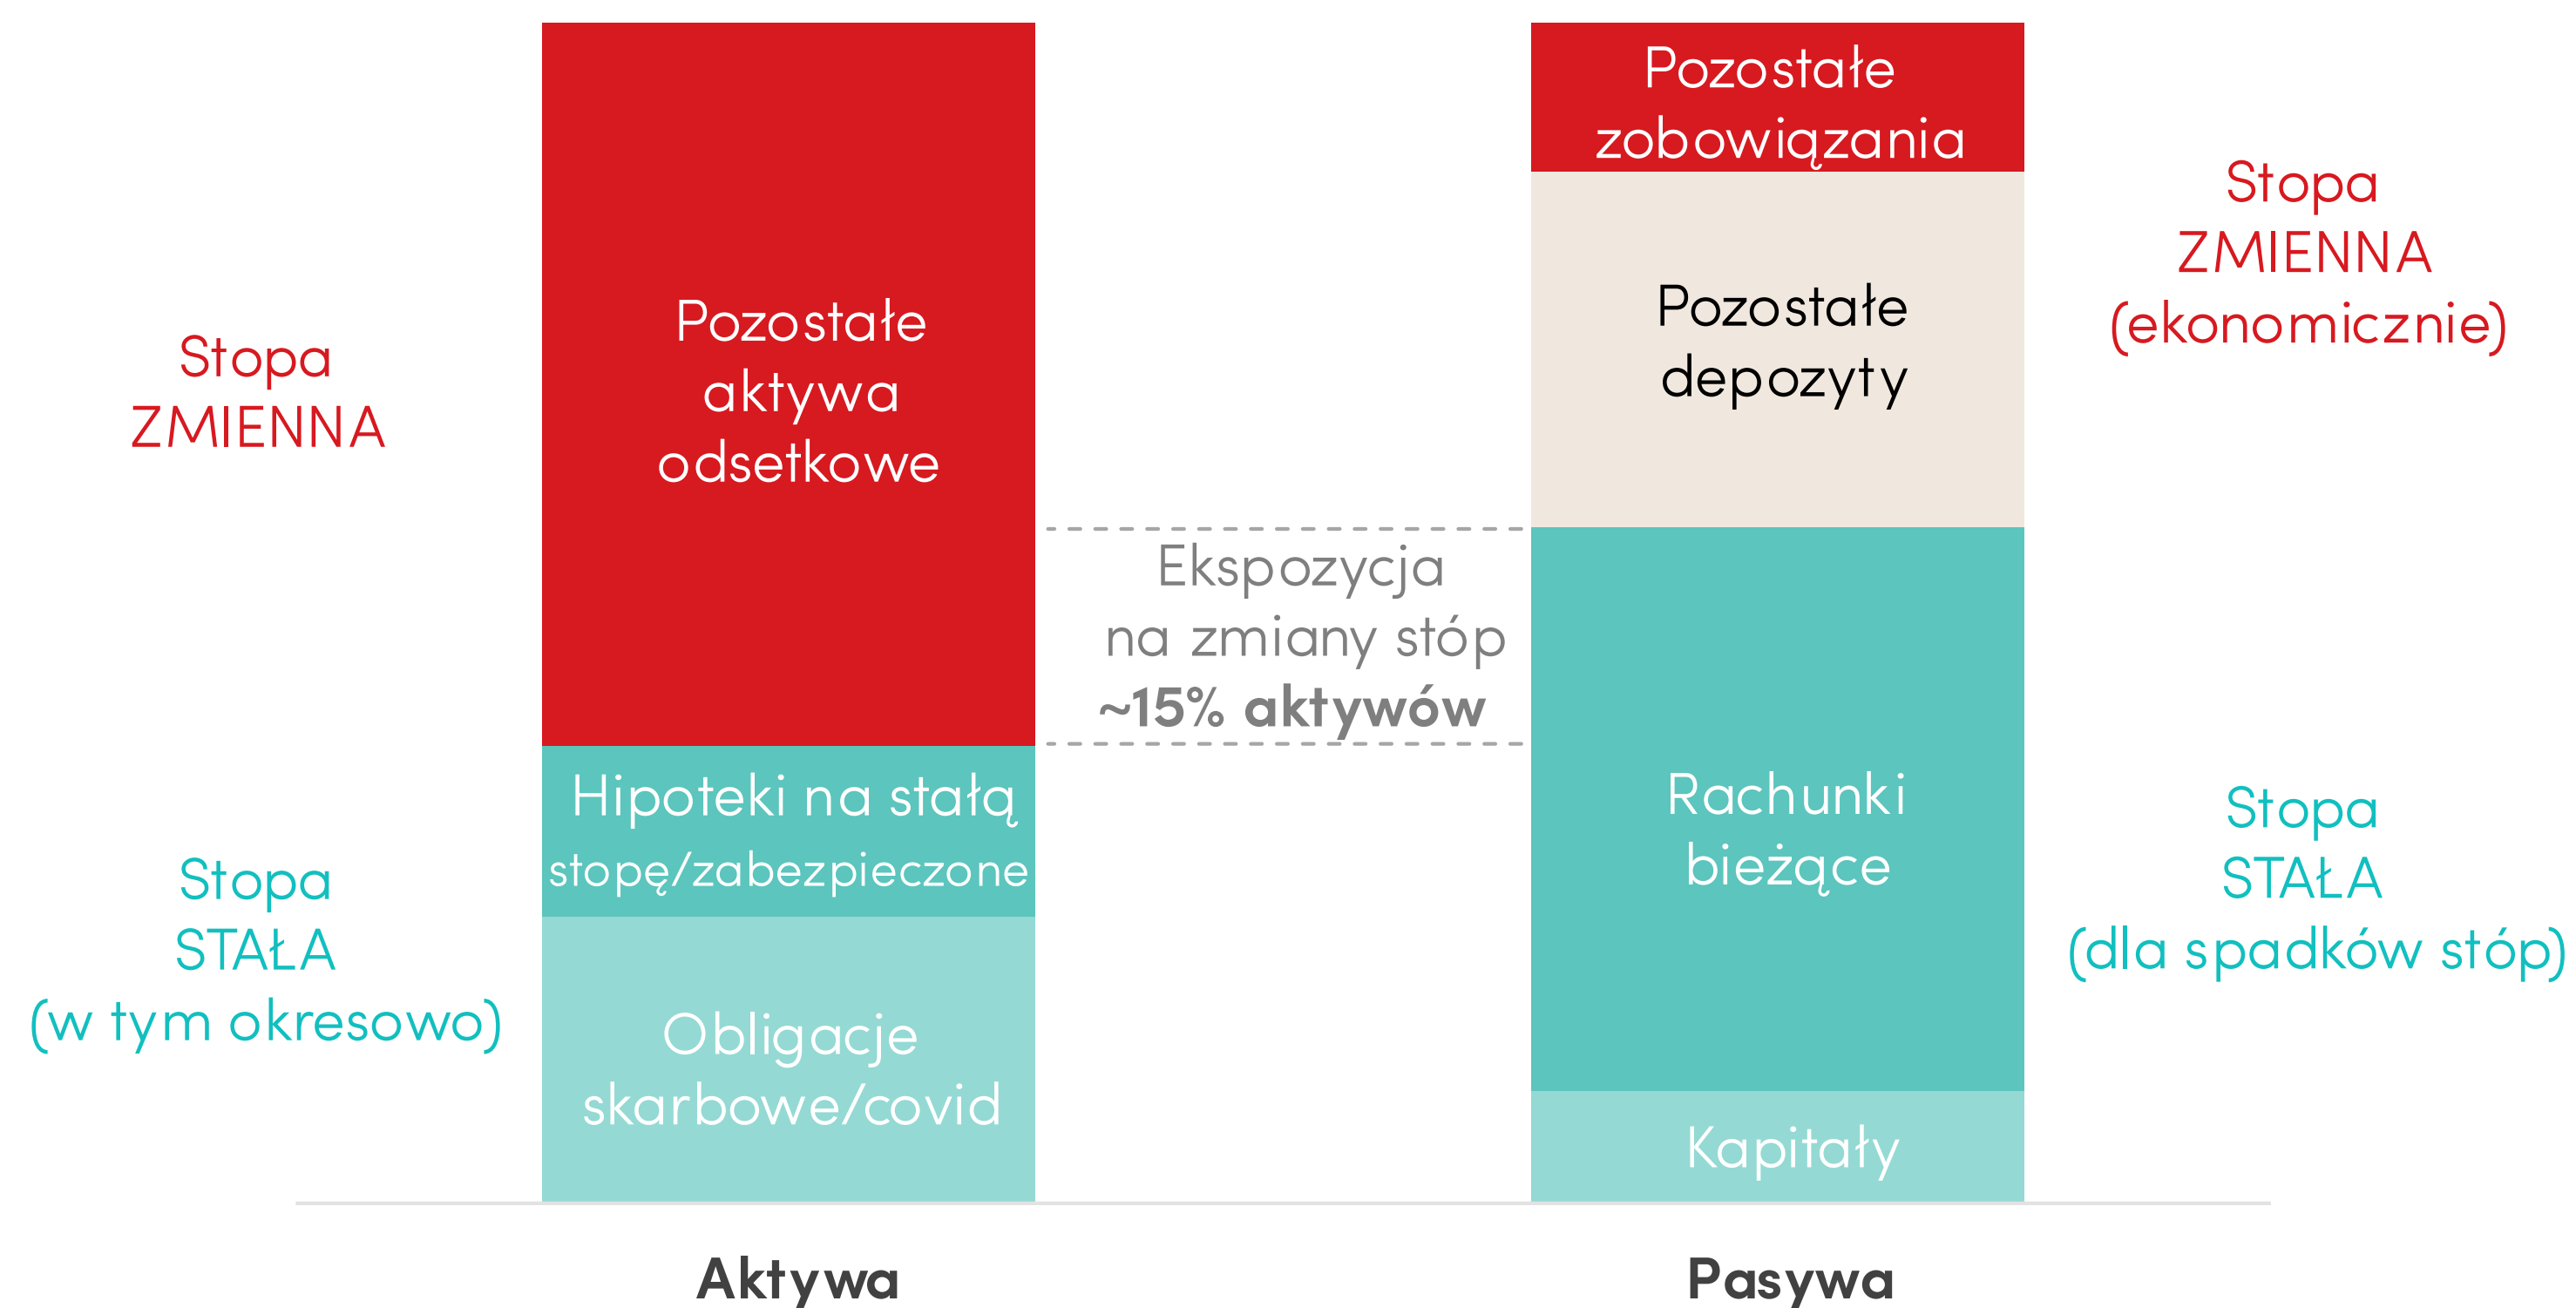 Stopa
ZMIENNA
Stopa
STAŁA
(w tym okresowo)
Pozostałe
aktywa
odsetkowe
Hipoteki na stałą
stopę/zabezpieczone
Obligacje
skarbowe/covid
Aktywa
Ekspozycja
na zmiany stóp
~15% aktywów
Pozostałe
zobowiązania
Pozostałe
depozyty
Rachunki
bieżące
Kapitały
Pasywa
Stopa
ZMIENNA
(ekonomicznie)
Stopa
STAŁA
(dla spadków stóp)